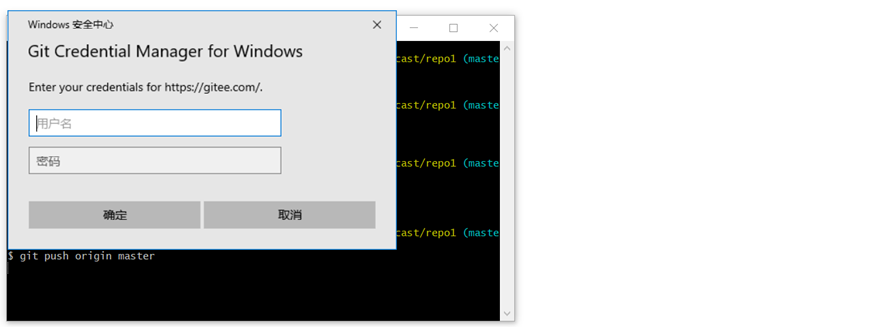 Windows 安全中心
Git Credential Manager for Windows
Enter your credentials for https://gitee.com/.
用户名
密码
确定
取消
cast/repo1 (maste
cast/repo1 (maste
cast/repo1 (maste
cast/repo1 (maste
$ git push origin master